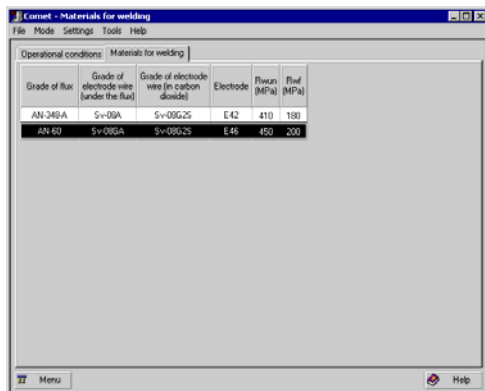 Comet - Materials for welding
File Mode Settings Tools Help
Operational conditions Materials for welding
Grade of flux Grade of electrode wire (under the flux) Grade of electrode wire (in carbon dioxide) Electrode Rwun (MPa) Rwf (MPa)
AN-348-A Sv-08A Sv-08G2S E42 410 180
AN-60 Sv-08GA Sv-08G2S E46 450 200
Menu Help